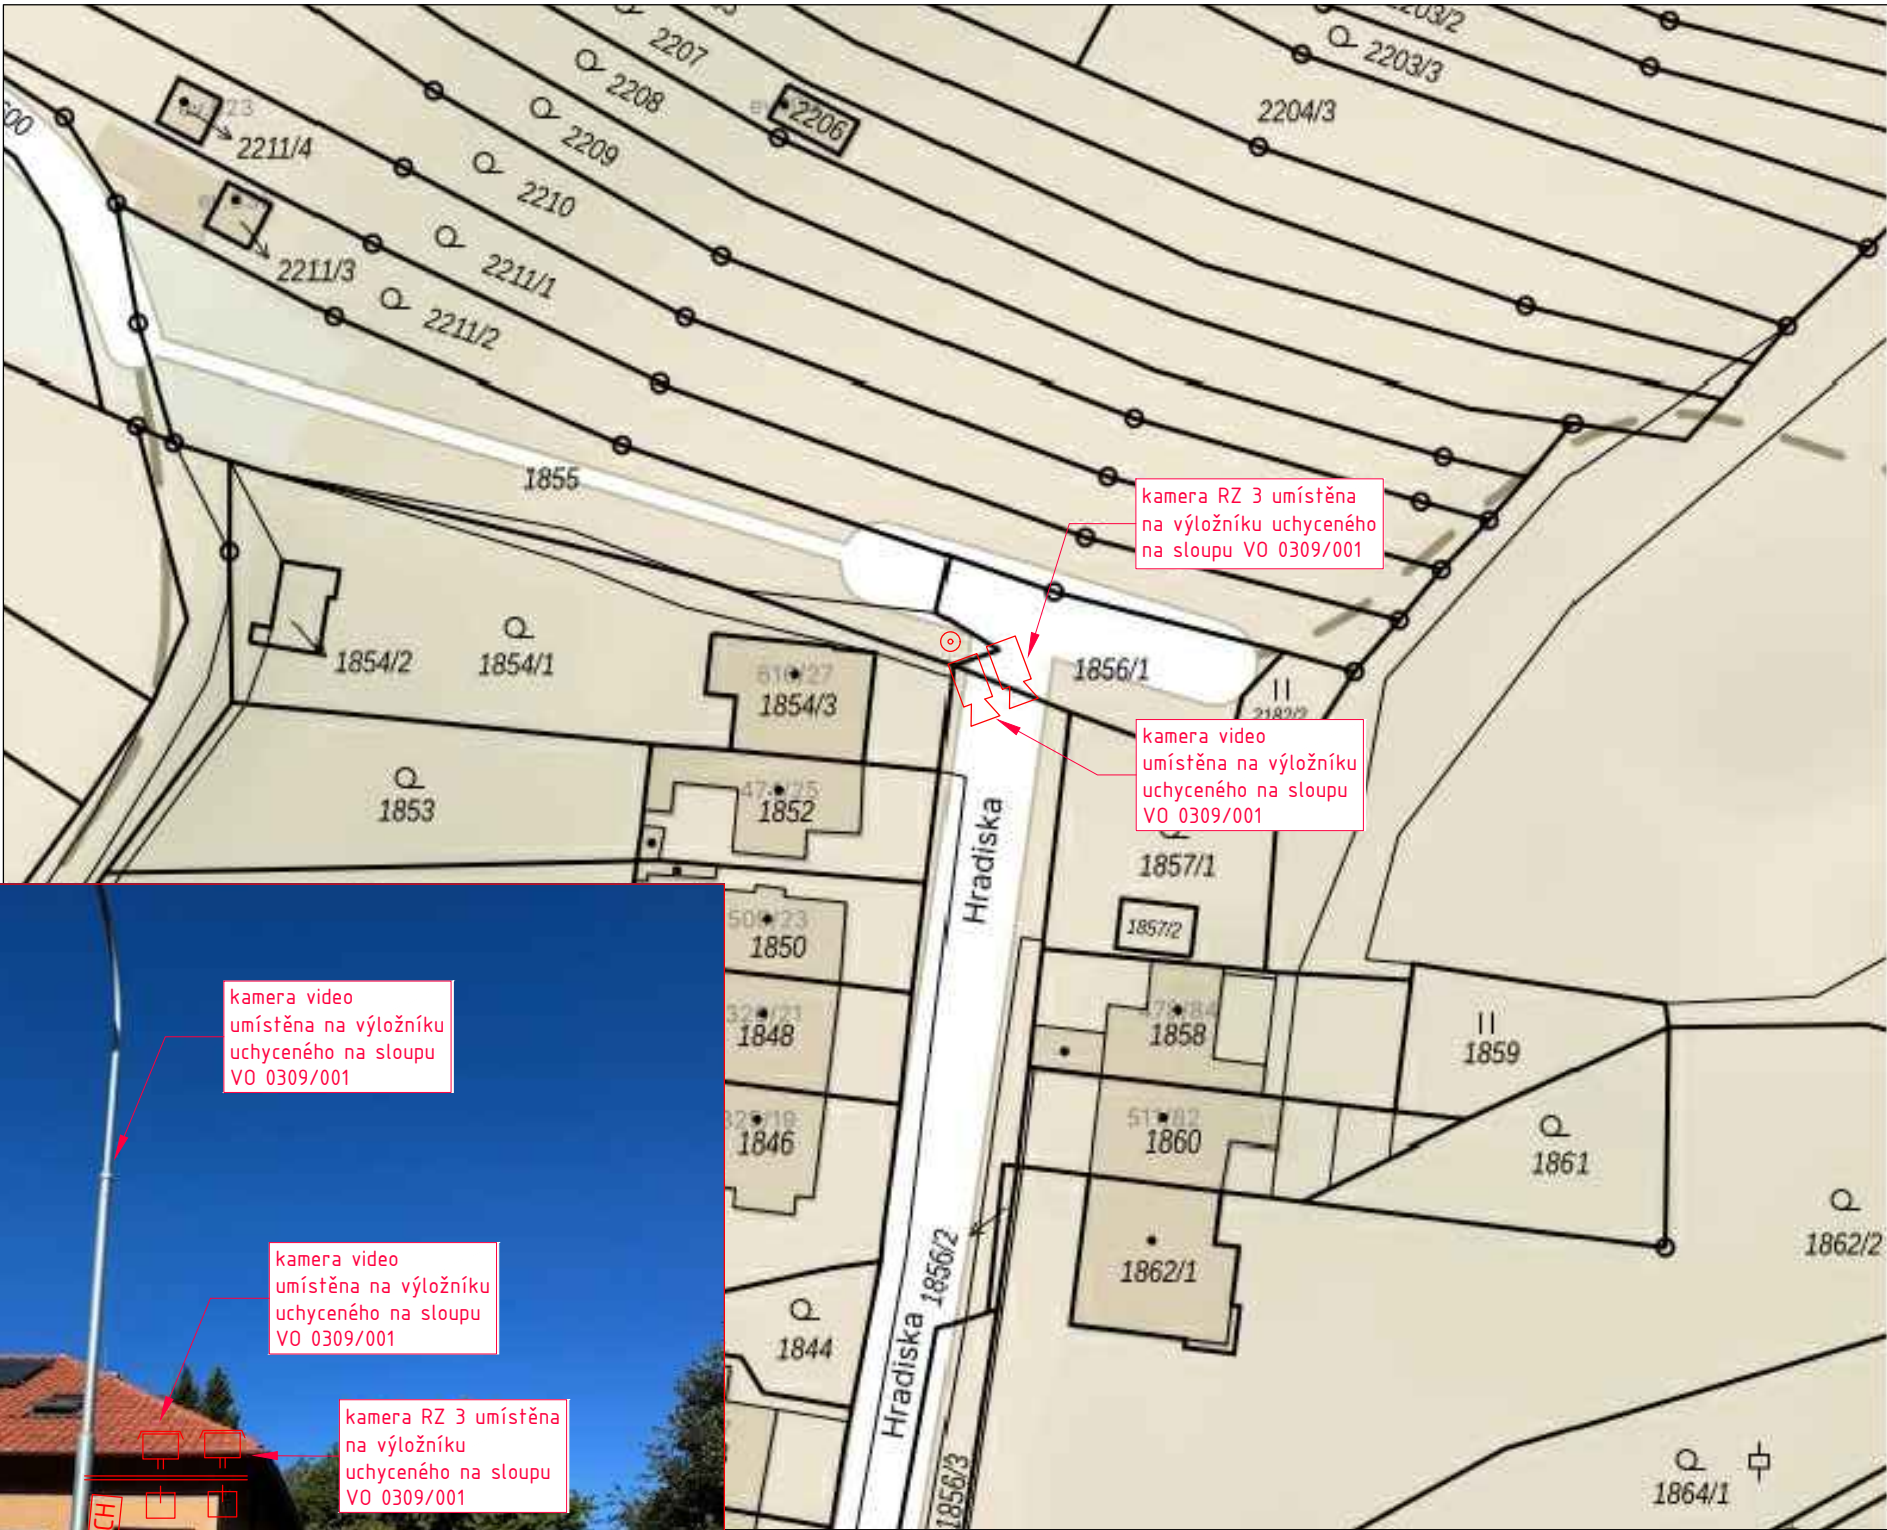 2203/2
2203/3
2207
2208
2206
2204/3
2211/4
2209
2210
2211/3
2211/1
2211/2
1855
kamera RZ 3 umístěna
na výložníku uchyceného
na sloupu VO 0309/001
1854/2
1854/1
1854/3
1856/1
2182/2
kamera video
umístěna na výložníku
uchyceného na sloupu
VO 0309/001
1853
1852
Hradiska
1857/1
1857/2
1850
1848
1858
1859
1846
1860
1861
1856/2
1862/1
1862/2
1844
Hradiska
1856/3
1864/1
kamera video
umístěna na výložníku
uchyceného na sloupu
VO 0309/001
kamera video
umístěna na výložníku
uchyceného na sloupu
VO 0309/001
kamera RZ 3 umístěna
na výložníku
uchyceného na sloupu
VO 0309/001
CH